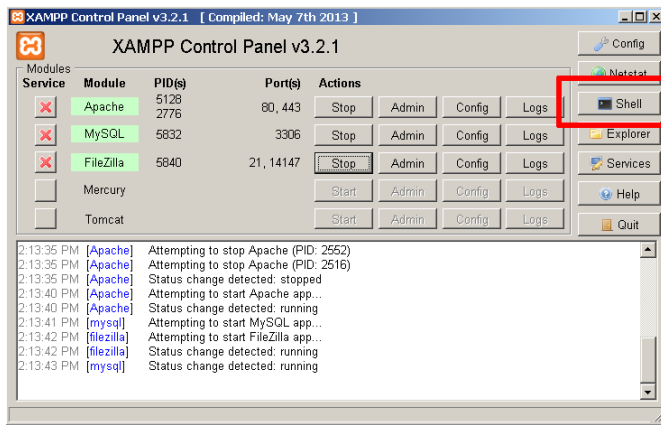 XAMPP Control Panel v3.2.1 [ Compiled: May 7th 2013 ]
XAMPP Control Panel v3.2.1
Config
Modules
Service Module PID(s) Port(s) Actions
Netstat
Apache 5128 2776 80, 443 Stop Admin Config Logs
Shell
MySQL 5832 3306 Stop Admin Config Logs
Explorer
FileZilla 5840 21, 14147 Stop Admin Config Logs
Services
Mercury Start Admin Config Logs
Help
Tomcat Start Admin Config Logs
Quit
2:13:35 PM [Apache] Attempting to stop Apache (PID: 2552)
2:13:35 PM [Apache] Attempting to stop Apache (PID: 2516)
2:13:35 PM [Apache] Status change detected: stopped
2:13:40 PM [Apache] Attempting to start Apache app...
2:13:40 PM [Apache] Status change detected: running
2:13:41 PM [mysql] Attempting to start MySQL app...
2:13:42 PM [filezilla] Attempting to start FileZilla app...
2:13:42 PM [filezilla] Status change detected: running
2:13:43 PM [mysql] Status change detected: running